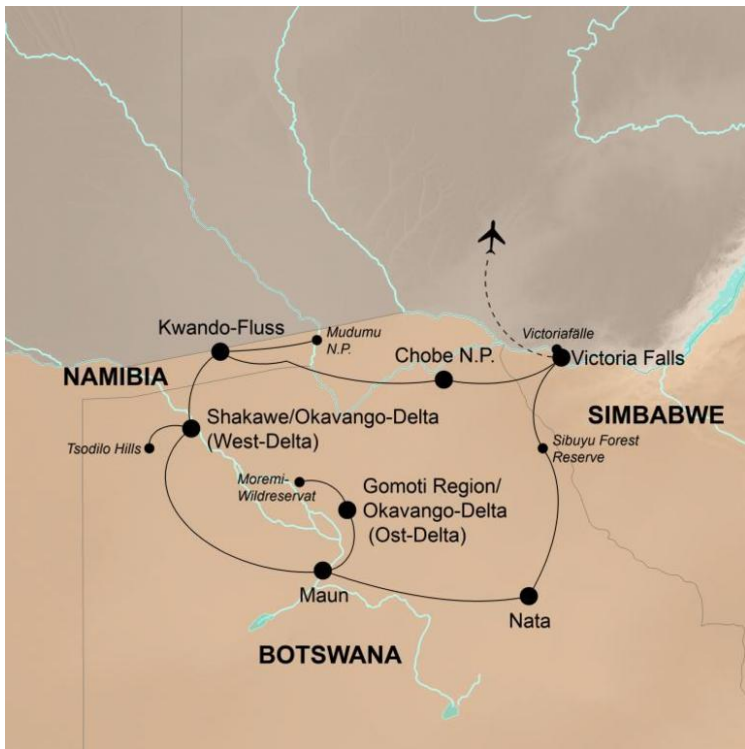 Kwando-Fluss
Mudumu
N.P.
Victoriafälle
Chobe N.P.
Victoria Falls
NAMIBIA
SIMBABWE
Shakawe/Okavango-Delta
(West-Delta)
Tsodilo Hills
Sibuyu Forest
Reserve
Moremi-
Wildreservat
Gomoti Region/
Okavango-Delta
(Ost-Delta)
Maun
Nata
BOTSWANA